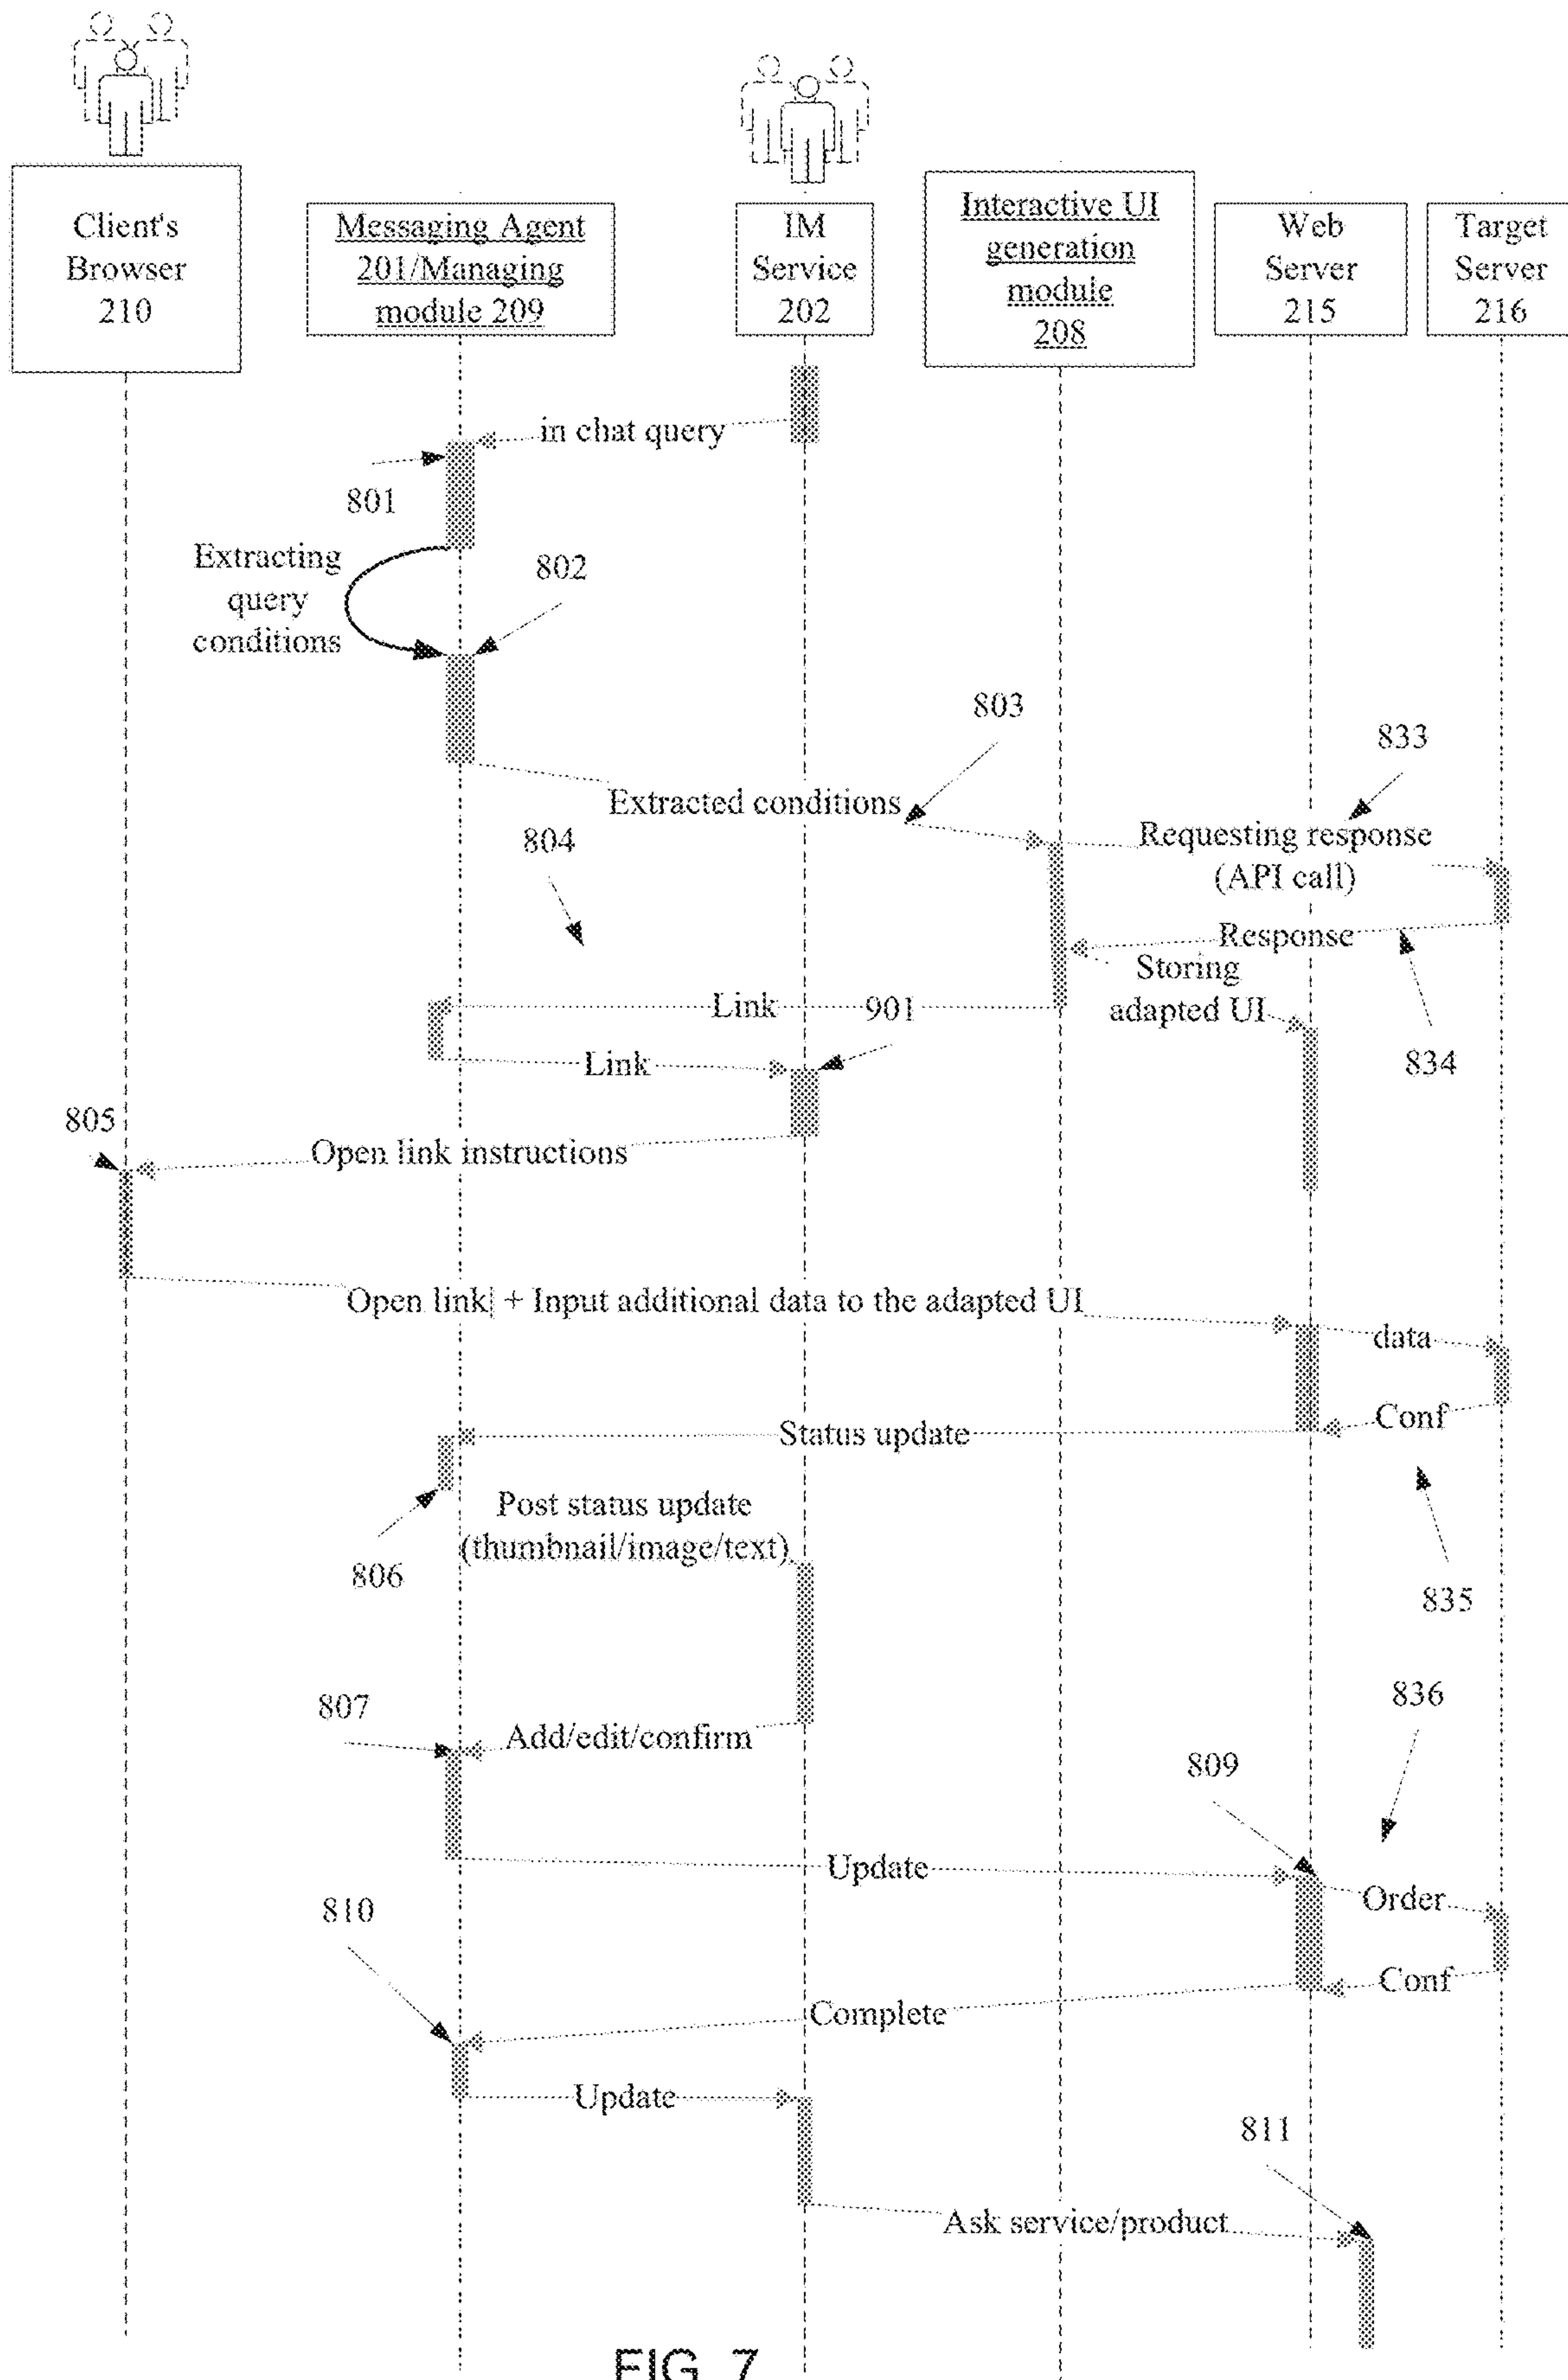 Client's
Browser
210
Messaging Agent
201/Managing
module 209
IM
Service
202
Interactive UI
generation
module
208
Web
Server
215
Target
Server
216
in chat query
801
Extracting
query
conditions
802
803
833
Extracted conditions
Requesting response
(API call)
804
Response
Storing
adapted UI
Link
901
834
Link
805
Open link instructions
Open link| + Input additional data to the adapted UI
data
Conf
Status update
Post status update
(thumbnail/image/text)
806
835
836
807
Add/edit/confirm
809
Update
Order
810
Conf
Complete
Update
811
Ask service/product
FIG. 7